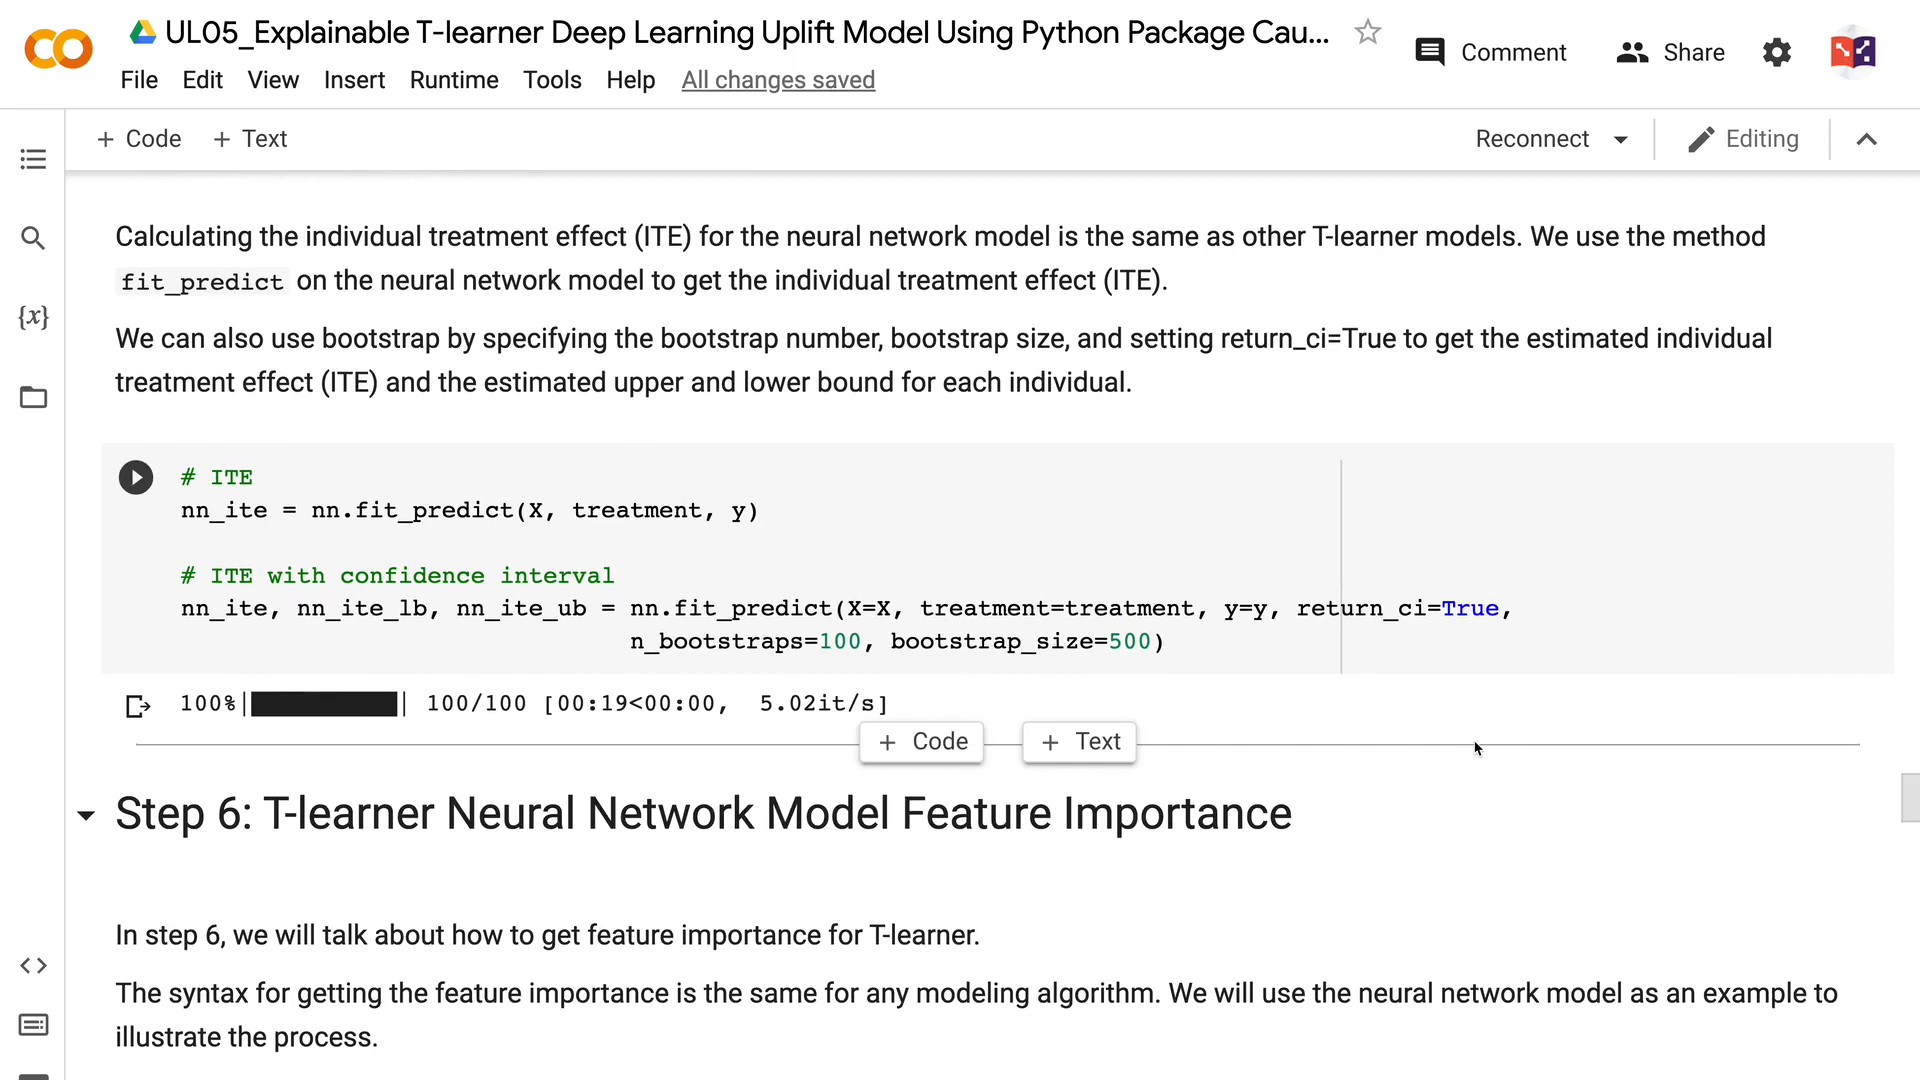 UL05_Explainable T-learner Deep Learning Uplift Model Using Python Package Cau...
Comment
Share
File Edit View Insert Runtime Tools Help All changes saved
+ Code + Text
Reconnect
Editing
Calculating the individual treatment effect (ITE) for the neural network model is the same as other T-learner models. We use the method
fit_predict on the neural network model to get the individual treatment effect (ITE).
{x}
We can also use bootstrap by specifying the bootstrap number, bootstrap size, and setting return_ci=True to get the estimated individual
treatment effect (ITE) and the estimated upper and lower bound for each individual.
# ITE
nn_ite = nn.fit_predict(X, treatment, y)
# ITE with confidence interval
nn_ite, nn_ite_lb, nn_ite_ub = nn.fit_predict(X=X, treatment=treatment, y=y, return_ci=True,
n_bootstraps=100, bootstrap_size=500)
100%|██████████| 100/100 [00:19<00:00, 5.02it/s]
+ Code + Text
Step 6: T-learner Neural Network Model Feature Importance
In step 6, we will talk about how to get feature importance for T-learner.
The syntax for getting the feature importance is the same for any modeling algorithm. We will use the neural network model as an example to
illustrate the process.